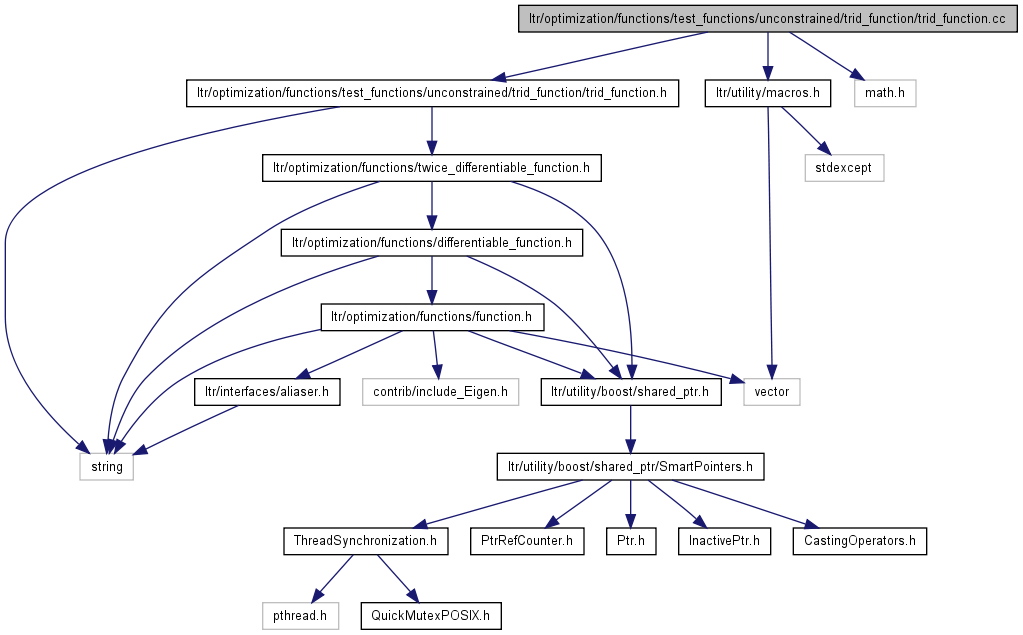 ltr/optimization/functions/test_functions/unconstrained/trid_function/trid_function.cc
ltr/optimization/functions/test_functions/unconstrained/trid_function/trid_function.h
ltr/utility/macros.h
math.h
ltr/optimization/functions/twice_differentiable_function.h
stdexcept
ltr/optimization/functions/differentiable_function.h
ltr/optimization/functions/function.h
ltr/interfaces/aliaser.h
contrib/include_Eigen.h
ltr/utility/boost/shared_ptr.h
vector
string
ltr/utility/boost/shared_ptr/SmartPointers.h
ThreadSynchronization.h
PtrRefCounter.h
Ptr.h
InactivePtr.h
CastingOperators.h
pthread.h
QuickMutexPOSIX.h